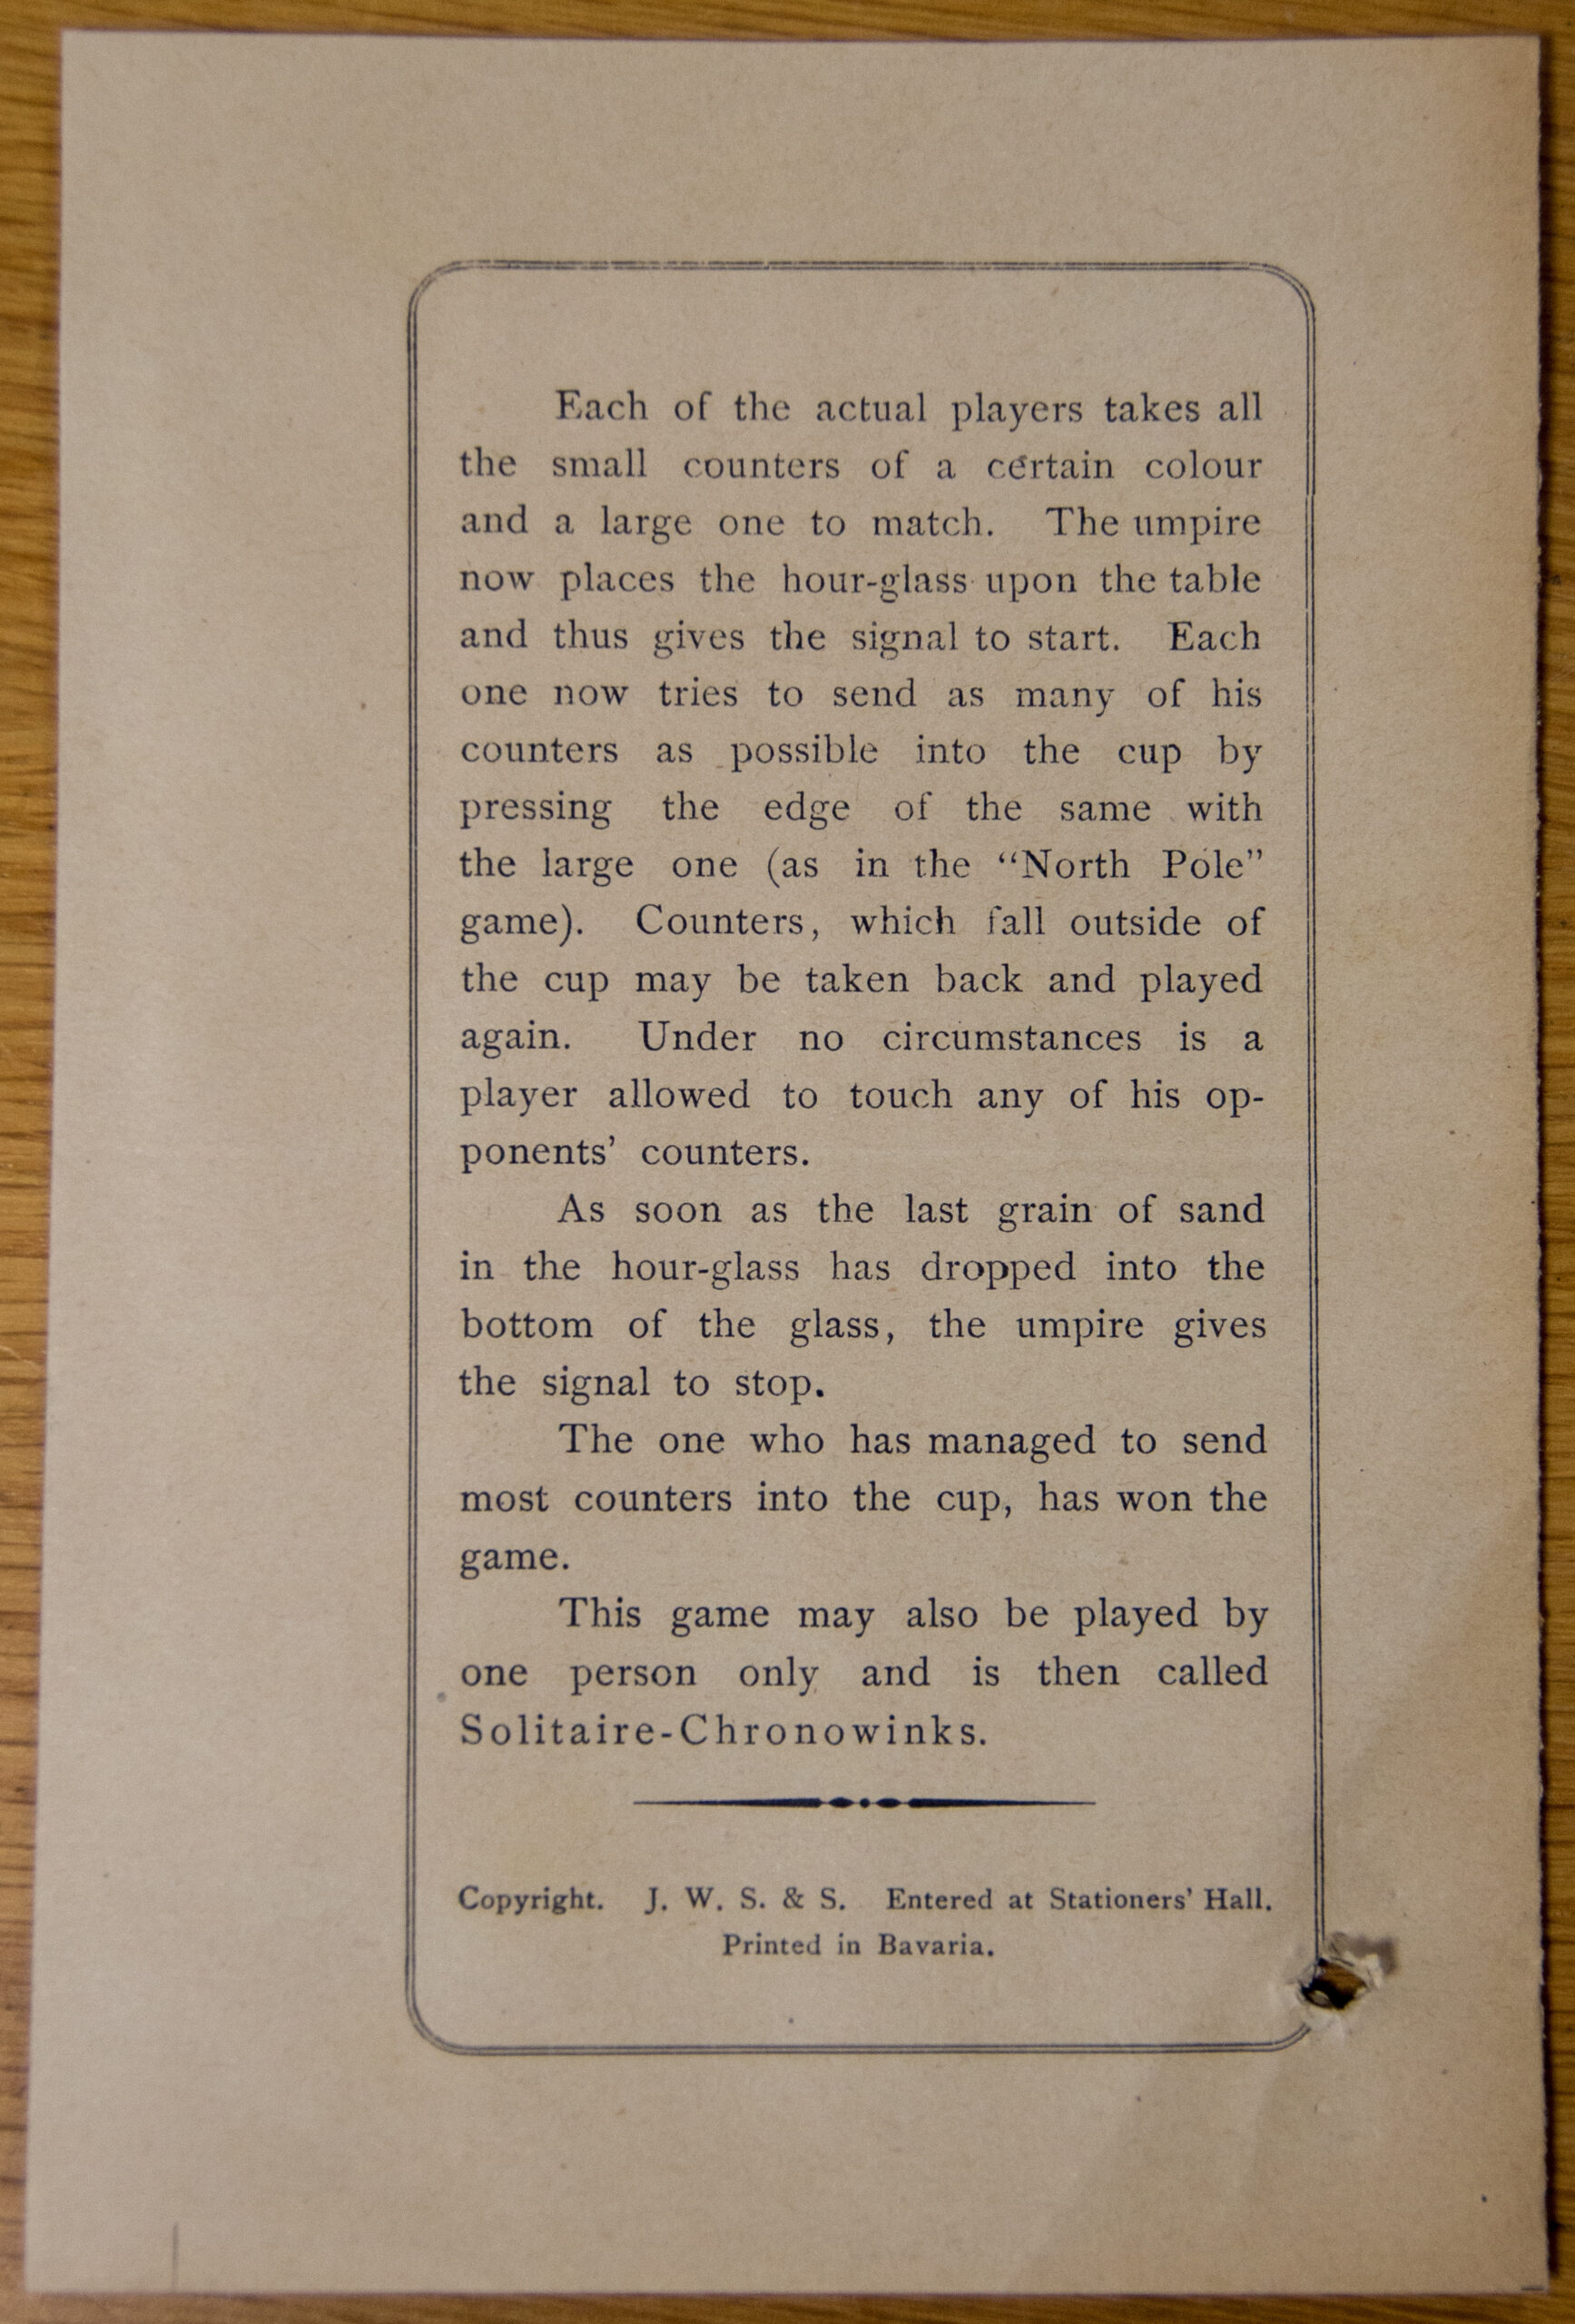 Each of the actual players takes all
the small counters of a certain colour
and a large one to match. The umpire
now places the hour-glass upon the table
and thus gives the signal to start. Each
one now tries to send as many of his
counters as possible into the cup by
pressing the edge of the same with
the large one (as in the “North Pole”
game). Counters, which fall outside of
the cup may be taken back and played
again. Under no circumstances is a
player allowed to touch any of his op-
ponents’ counters.
As soon as the last grain of sand
in the hour-glass has dropped into the
bottom of the glass, the umpire gives
the signal to stop.
The one who has managed to send
most counters into the cup, has won the
game.
This game may also be played by
one person only and is then called
Solitaire-Chronowinks.
Copyright. J. W. S. & S. Entered at Stationers’ Hall.
Printed in Bavaria.